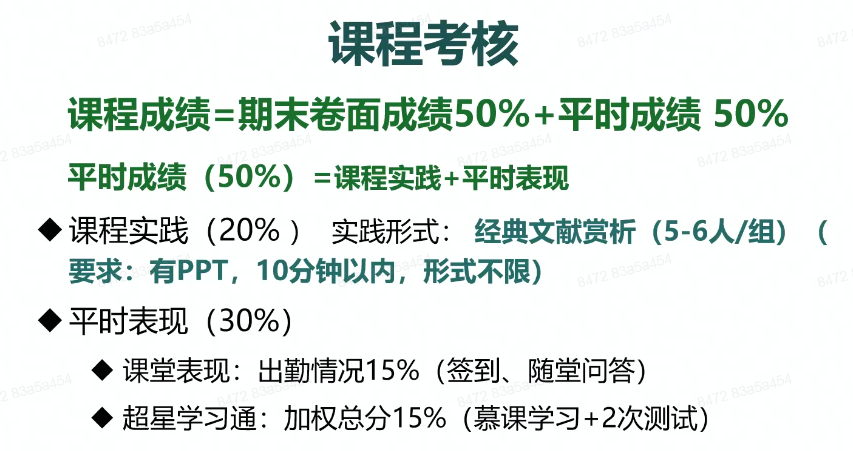 课程考核
课程成绩=期末卷面成绩50%+平时成绩 50%
平时成绩（50%）=课程实践+平时表现
◆ 课程实践（20% ） 实践形式： 经典文献赏析（5-6人/组）（
要求：有PPT，10分钟以内，形式不限）
◆ 平时表现（30%）
◆ 课堂表现：出勤情况15%（签到、随堂问答）
◆ 超星学习通：加权总分15%（慕课学习+2次测试）
8472 83a5a454